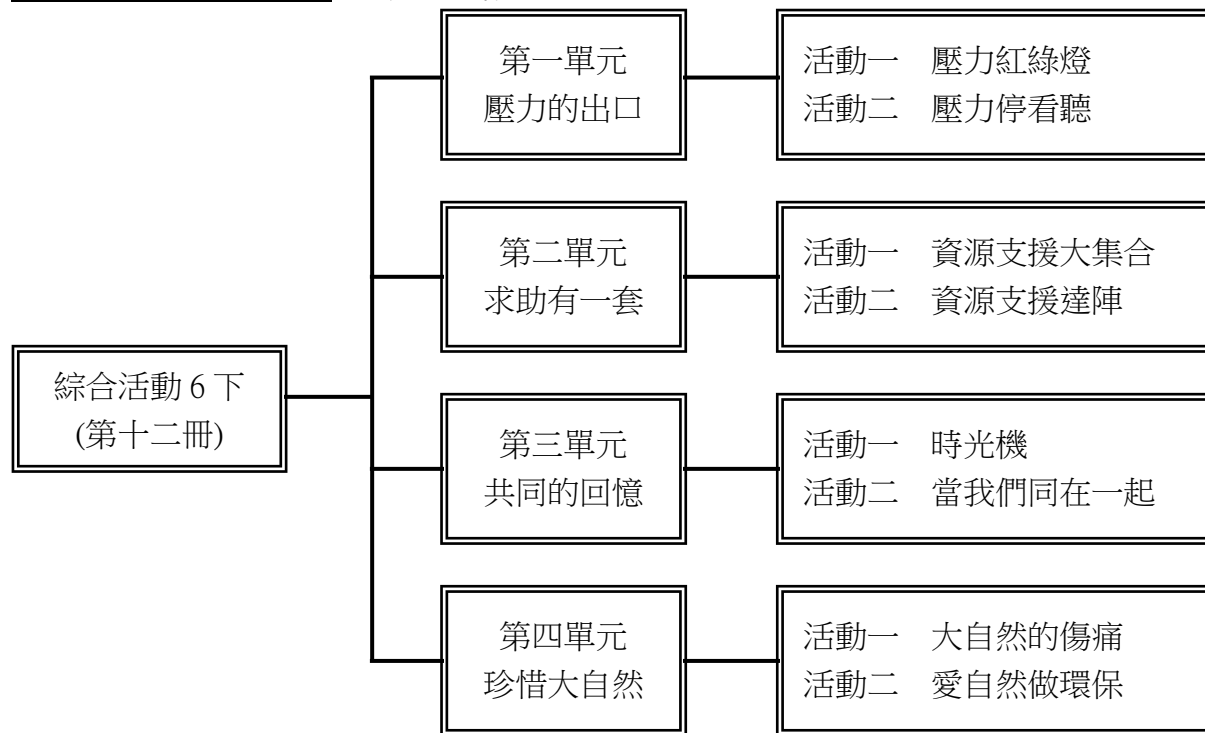 第一單元
壓力的出口
活動一　壓力紅綠燈
活動二　壓力停看聽
第二單元
求助有一套
活動一　資源支援大集合
活動二　資源支援達陣
綜合活動 6 下
(第十二冊)
第三單元
共同的回憶
活動一　時光機
活動二　當我們同在一起
第四單元
珍惜大自然
活動一　大自然的傷痛
活動二　愛自然做環保